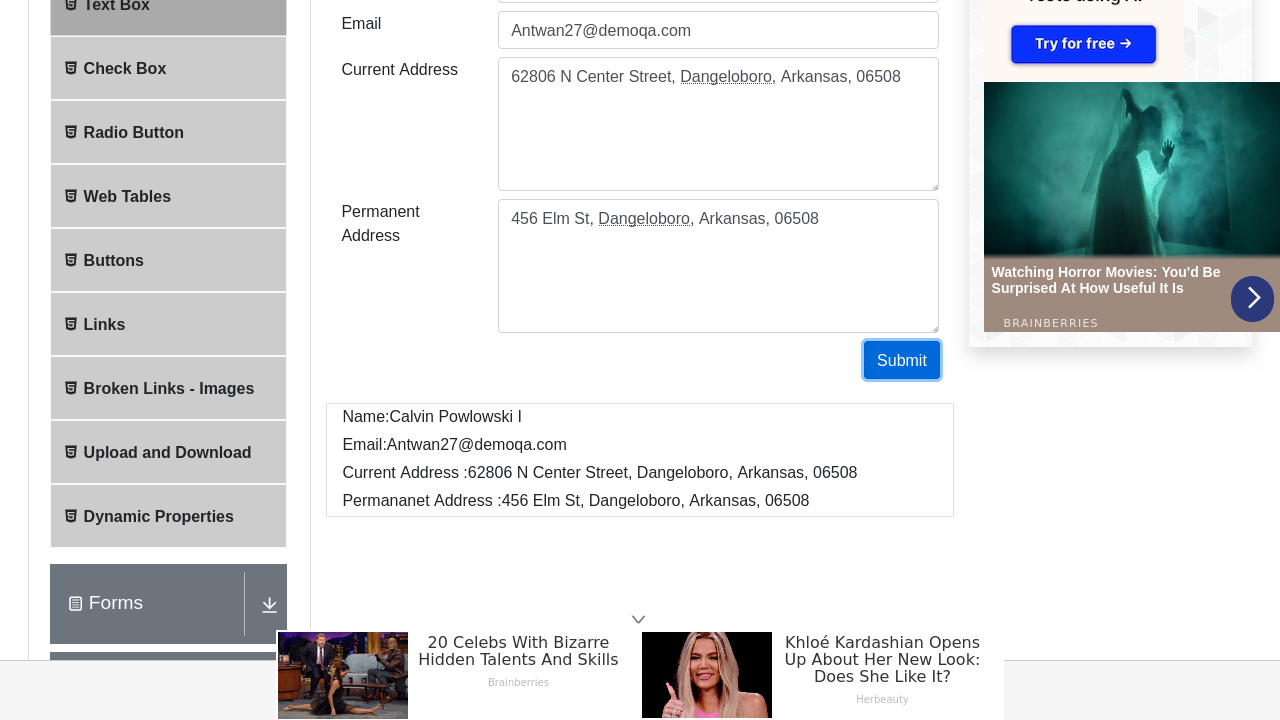 Text Box
Check Box
Radio Button
Web Tables
Buttons
Links
Broken Links - Images
Upload and Download
Dynamic Properties
Forms
Email
Antwan27@demoqa.com
Current Address
62806 N Center Street, Dangeloboro, Arkansas, 06508
Permanent
Address
456 Elm St, Dangeloboro, Arkansas, 06508
Submit
Name:Calvin Powlowski I
Email:Antwan27@demoqa.com
Current Address :62806 N Center Street, Dangeloboro, Arkansas, 06508
Permananet Address :456 Elm St, Dangeloboro, Arkansas, 06508
Try for free →
Watching Horror Movies: You'd Be
Surprised At How Useful It Is
BRAINBERRIES
20 Celebs With Bizarre
Hidden Talents And Skills
Brainberries
Khloé Kardashian Opens
Up About Her New Look:
Does She Like It?
Herbeauty